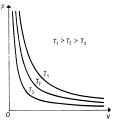 P
T₁ > T₂ > T₃
T₁
T₂
T₃
O
V